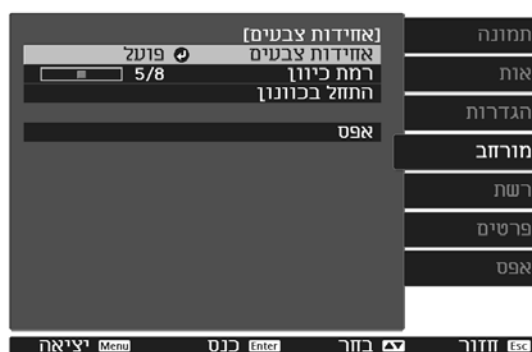 [אחידות צבעים]
אחידות צבעים פועל
רמת כיוון 5/8
התחל בכוונון
אפס
תמונה
אות
הגדרות
מורחב
רשת
פרטים
אפס
Esc חזור בחר Enter כנס Menu יציאה